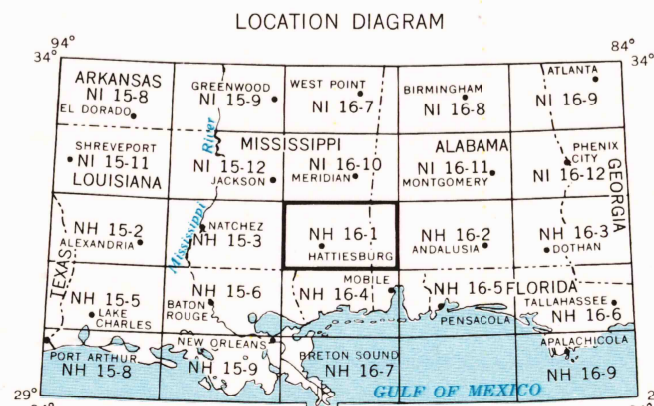 LOCATION DIAGRAM
94°
84°
34°
34°
ARKANSAS
NI 15-8
EL DORADO
GREENWOOD
NI 15-9
WEST POINT
NI 16-7
BIRMINGHAM
NI 16-8
ATLANTA
NI 16-9
SHREVEPORT
NI 15-11
LOUISIANA
River
MISSISSIPPI
NI 15-12
JACKSON
NI 16-10
MERIDIAN
ALABAMA
NI 16-11
MONTGOMERY
PHENIX
CITY
NI 16-12
GEORGIA
TEXAS
NH 15-2
ALEXANDRIA
Mississippi
NATCHEZ
NH 15-3
NH 16-1
HATTIESBURG
NH 16-2
ANDALUSIA
NH 16-3
DOTHAN
NH 15-5
LAKE
CHARLES
NH 15-6
BATON
ROUGE
MOBILE
NH 16-4
NH 16-5
PENSACOLA
FLORIDA
TALLAHASSEE
NH 16-6
PORT ARTHUR
NH 15-8
NEW ORLEANS
NH 15-9
BRETON SOUND
NH 16-7
APALACHICOLA
NH 16-9
GULF OF MEXICO
29°